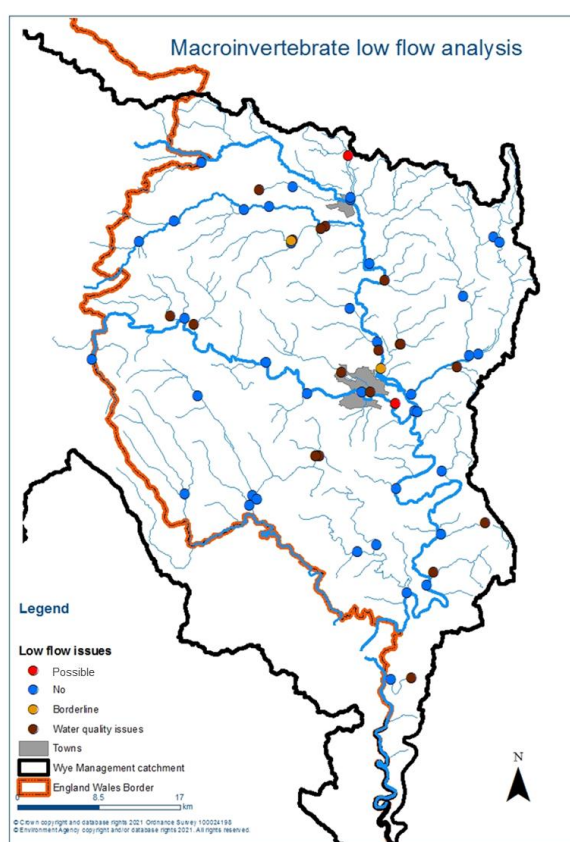 Macroinvertebrate low flow analysis
Legend
Low flow issues
Possible
No
Borderline
Water quality issues
Towns
Wye Management catchment
England Wales Border
0 8.5 17
km
N
© Crown copyright and database rights 2021 Ordnance Survey 100024198
© Environment Agency copyright and/or database rights 2021. All rights reserved.